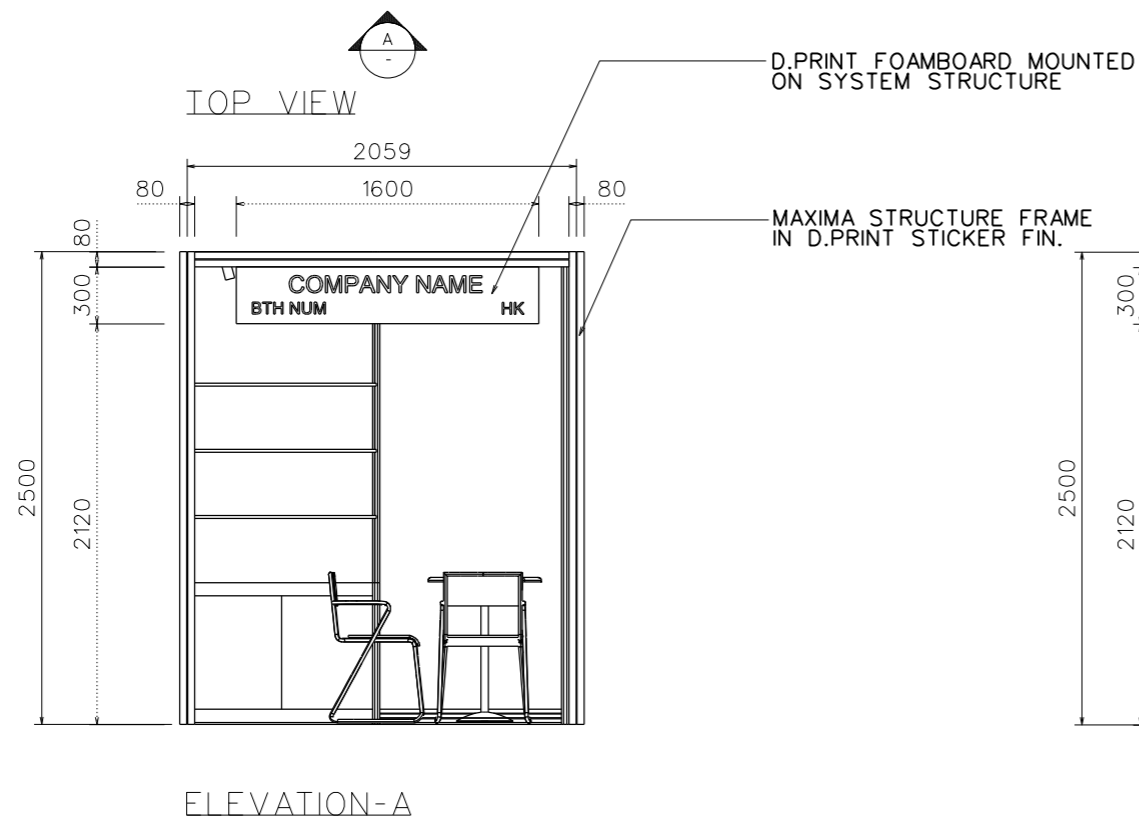 A
-
TOP VIEW
D.PRINT FOAMBOARD MOUNTED
ON SYSTEM STRUCTURE
2059
80
1600
80
MAXIMA STRUCTURE FRAME
IN D.PRINT STICKER FIN.
80
300
2500
2120
COMPANY NAME
BTH NUM HK
300
2500
2120
ELEVATION-A